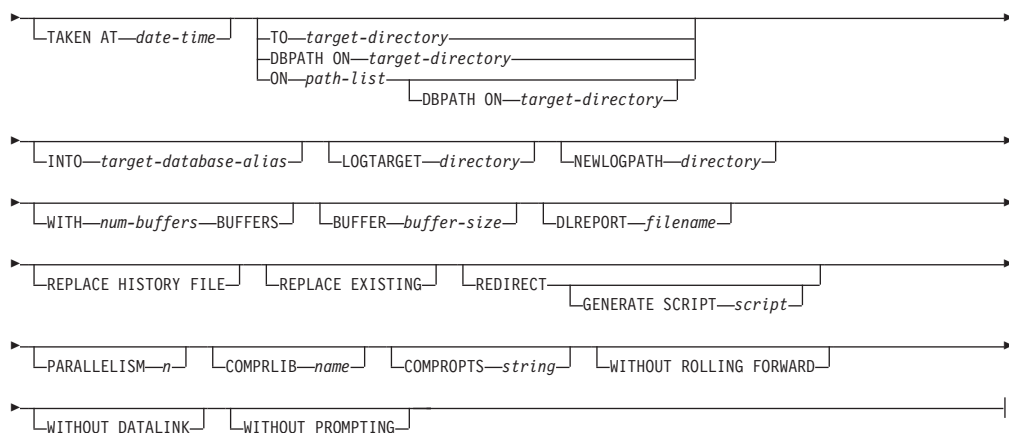 TAKEN AT date-time TO target-directory
DBPATH ON target-directory
ON path-list
DBPATH ON target-directory
INTO target-database-alias LOGTARGET directory NEWLOGPATH directory
WITH num-buffers BUFFERS BUFFER buffer-size DLREPORT filename
REPLACE HISTORY FILE REPLACE EXISTING REDIRECT
GENERATE SCRIPT script
PARALLELISM n COMPRLIB name COMPROPTS string WITHOUT ROLLING FORWARD
WITHOUT DATALINK WITHOUT PROMPTING